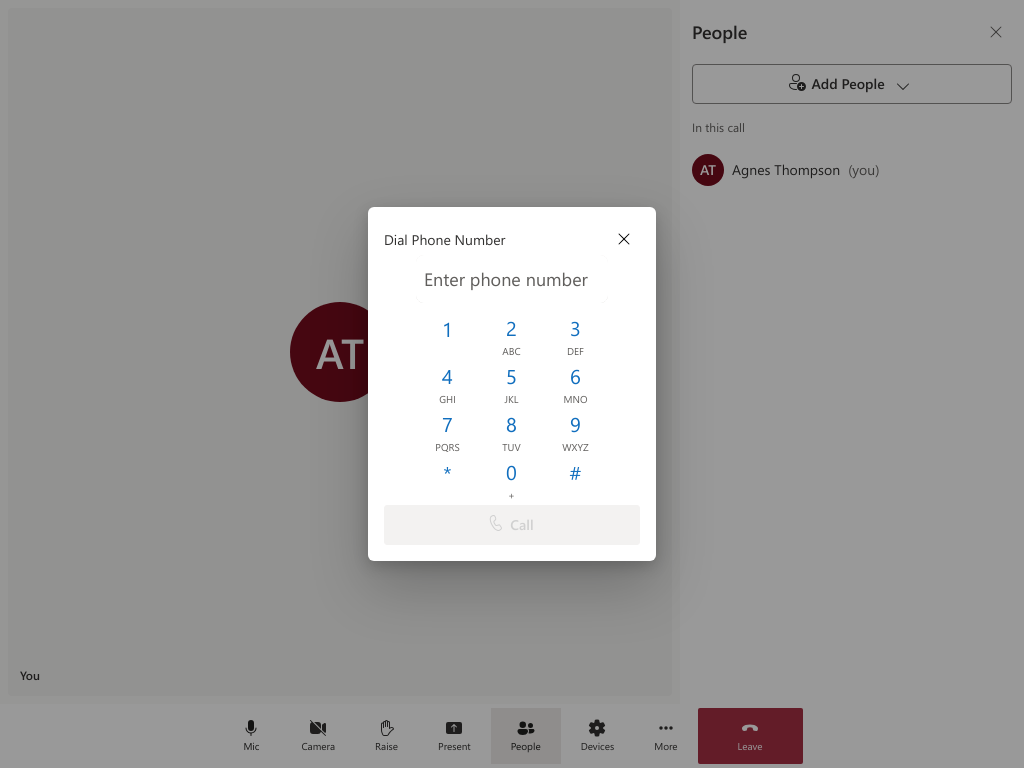 People
Add People
In this call
AT Agnes Thompson (you)
Dial Phone Number
Enter phone number
1 2 3
ABC DEF
4 5 6
GHI JKL MNO
7 8 9
PQRS TUV WXYZ
* 0 #
+
Call
AT
You
Mic Camera Raise Present People Devices More Leave